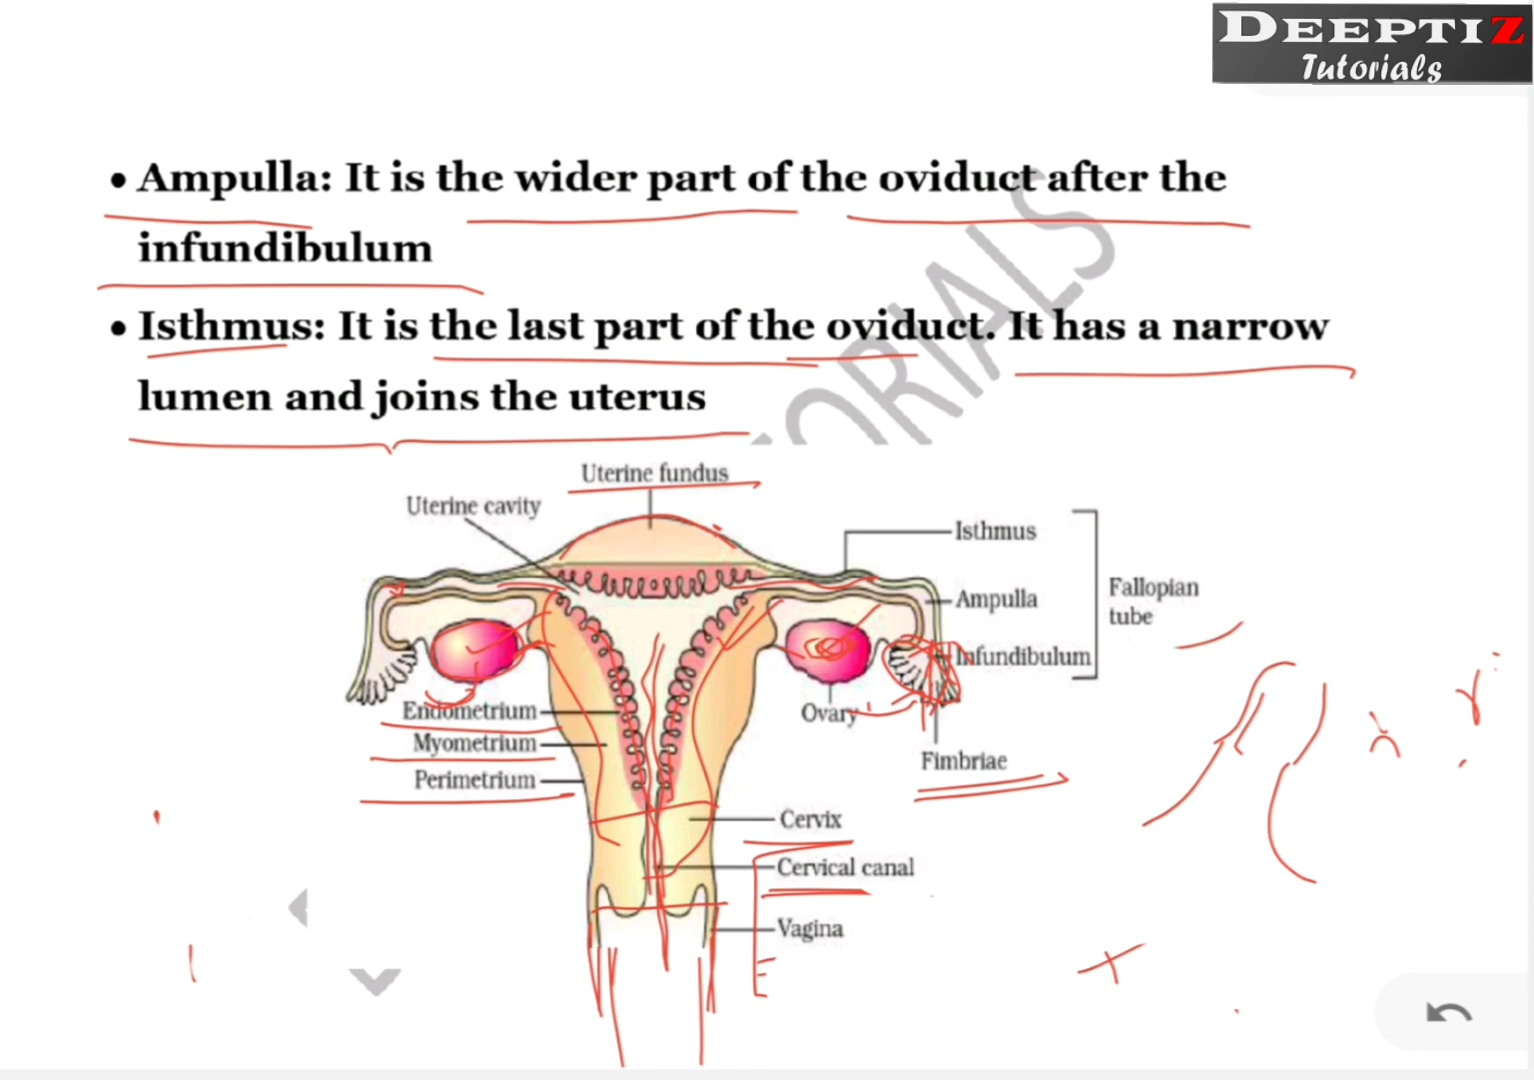 DEEPTIZ
Tutorials
• Ampulla: It is the wider part of the oviduct after the
infundibulum
• Isthmus: It is the last part of the oviduct. It has a narrow
lumen and joins the uterus
ORIALS
Uterine fundus
Uterine cavity
Isthmus
Ampulla
Fallopian
tube
Infundibulum
Endometrium
Ovary
Myometrium
Fimbriae
Perimetrium
Cervix
Cervical canal
Vagina